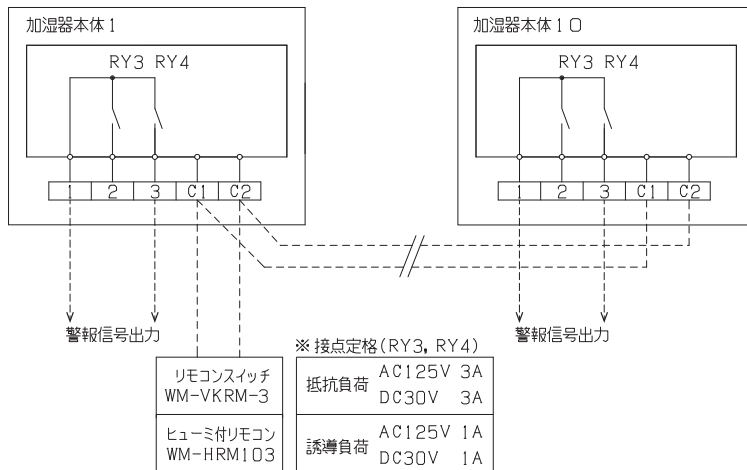 加湿器本体1
RY3 RY4
1 2 3 C1 C2
警報信号出力
加湿器本体10
RY3 RY4
1 2 3 C1 C2
警報信号出力
リモコンスイッチ
WM-VKRM-3
ヒューミ付リモコン
WM-HRM103
※接点定格(RY3, RY4)
抵抗負荷 AC125V 3A
DC30V 3A
誘導負荷 AC125V 1A
DC30V 1A